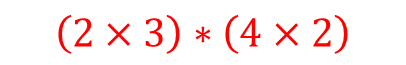 (2 × 3) ∗ (4 × 2)